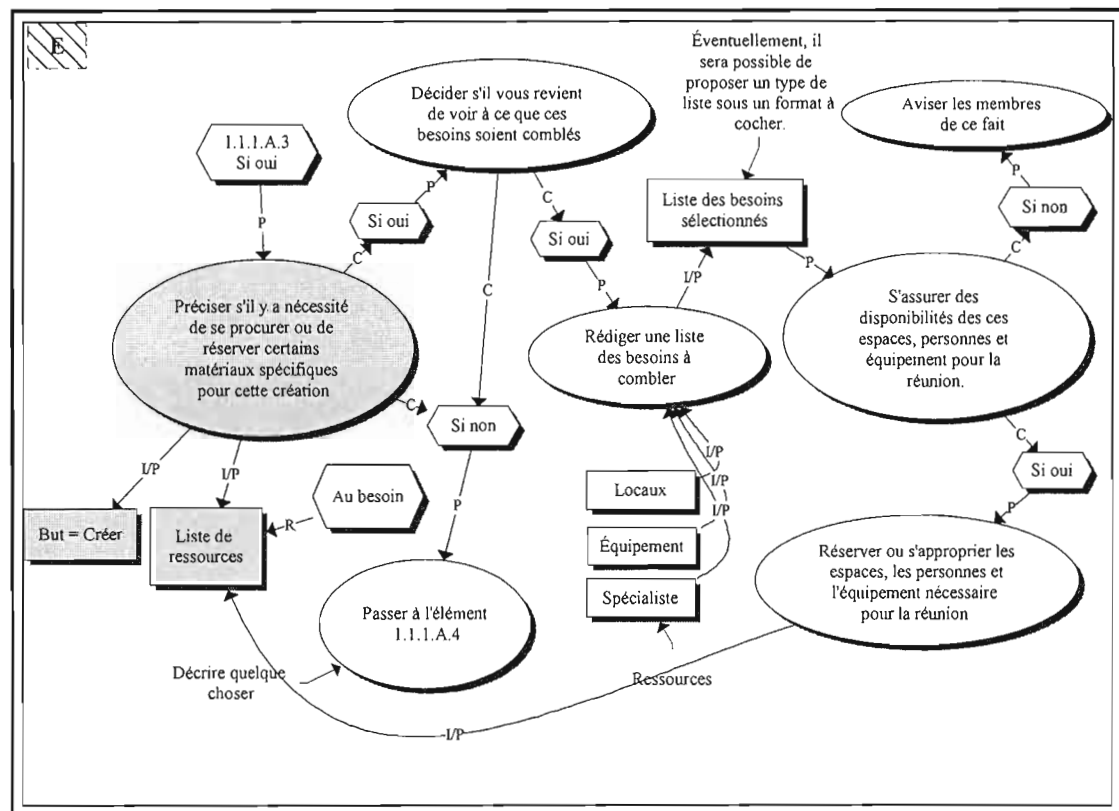 E
Éventuellement, il
sera possible de
proposer un type de
liste sous un format à
cocher.
Décider s'il vous revient
de voir à ce que ces
besoins soient comblés
Aviser les membres
de ce fait
1.1.1.A.3
Si oui
P
C
Si oui
P
C
C
Si oui
P
Liste des besoins
sélectionnés
I/P
P
P
Si non
C
Préciser s'il y a nécessité
de se procurer ou de
réserver certains
matériaux spécifiques
pour cette création
Rédiger une liste
des besoins à
combler
S'assurer des
disponibilités des ces
espaces, personnes et
équipement pour la
réunion.
C
Si non
C
Si oui
P
I/P
I/P
I/P
I/P
I/P
Au besoin
R
P
But = Créer
Liste de
ressources
Locaux
Équipement
Spécialiste
Réserver ou s'approprier les
espaces, les personnes et
l'équipement nécessaire
pour la réunion
Passer à l'élément
1.1.1.A.4
Décrire quelque
choser
Ressources
I/P